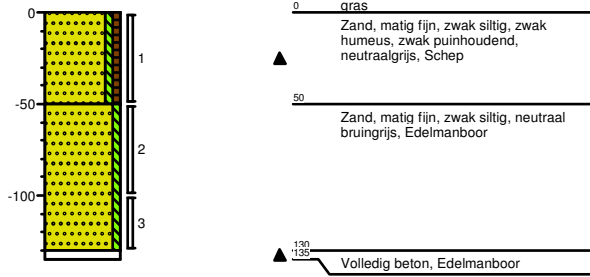 0
-50
-100
1
2
3
0
gras
Zand, matig fijn, zwak siltig, zwak
humeus, zwak puinhoudend,
neutraalgrijs, Schep
50
Zand, matig fijn, zwak siltig, neutraal
bruingrijs, Edelmanboor
130
135
Volledig beton, Edelmanboor